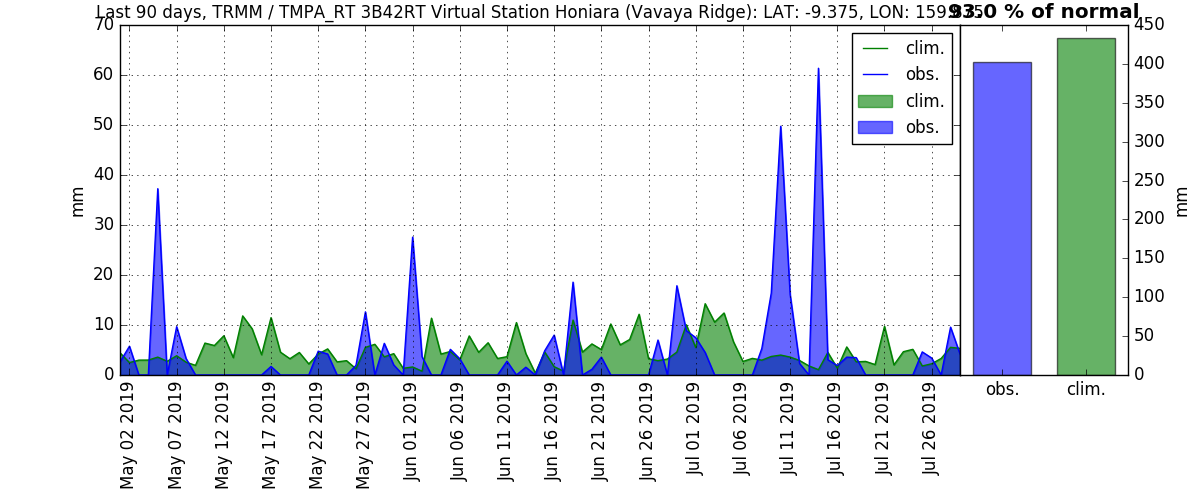 Last 90 days, TRMM / TMPA_RT 3B42RT Virtual Station Honiara (Vavaya Ridge): LAT: -9.375, LON: 159.875
93.0 % of normal
70
60
50
40
30
20
10
0
mm
clim.
obs.
clim.
obs.
May 02 2019
May 07 2019
May 12 2019
May 17 2019
May 22 2019
May 27 2019
Jun 01 2019
Jun 06 2019
Jun 11 2019
Jun 16 2019
Jun 21 2019
Jun 26 2019
Jul 01 2019
Jul 06 2019
Jul 11 2019
Jul 16 2019
Jul 21 2019
Jul 26 2019
450
400
350
300
250
200
150
100
50
0
mm
obs.
clim.